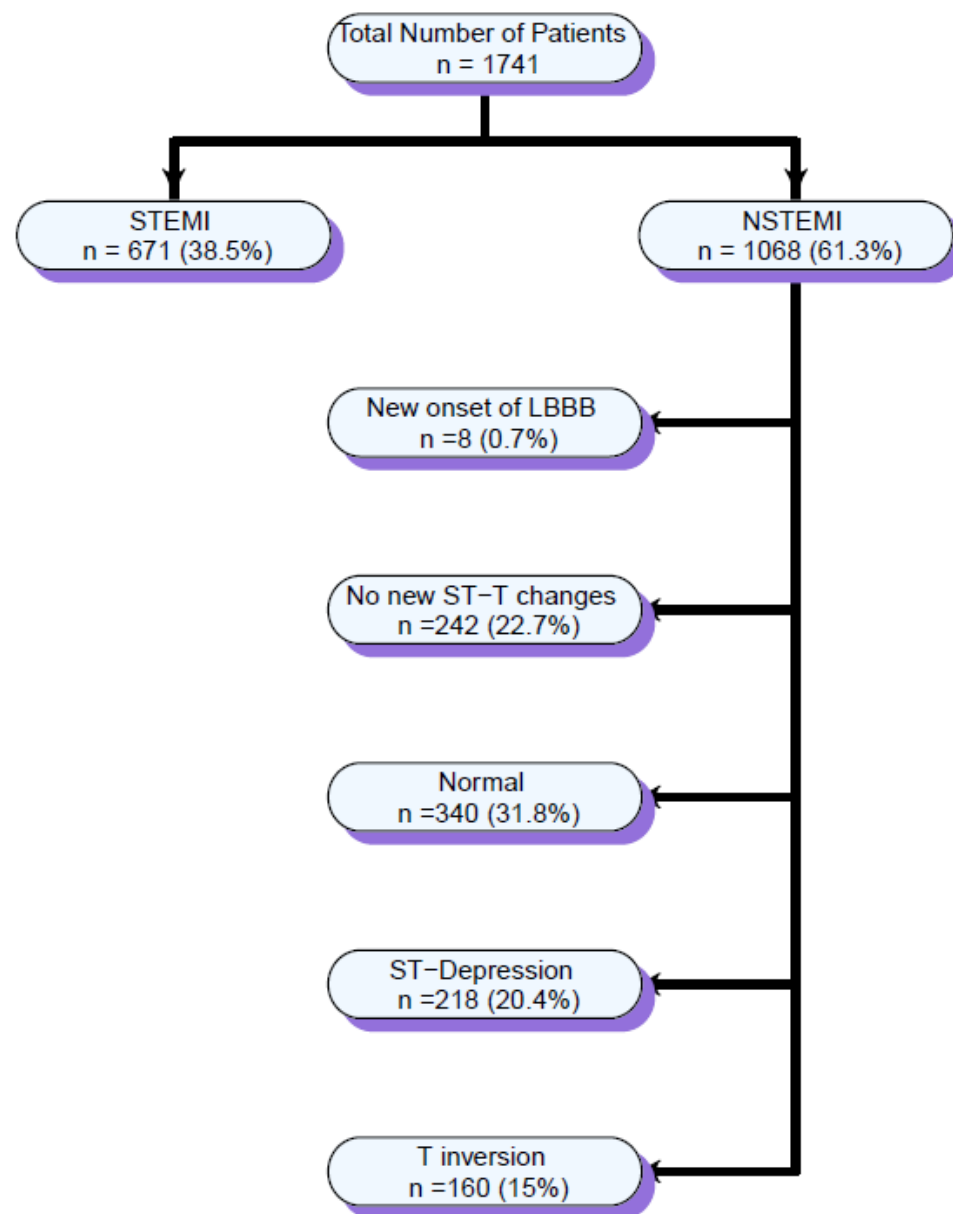 Total Number of Patients
n = 1741
STEMI
n = 671 (38.5%)
NSTEMI
n = 1068 (61.3%)
New onset of LBBB
n =8 (0.7%)
No new ST−T changes
n =242 (22.7%)
Normal
n =340 (31.8%)
ST−Depression
n =218 (20.4%)
T inversion
n =160 (15%)